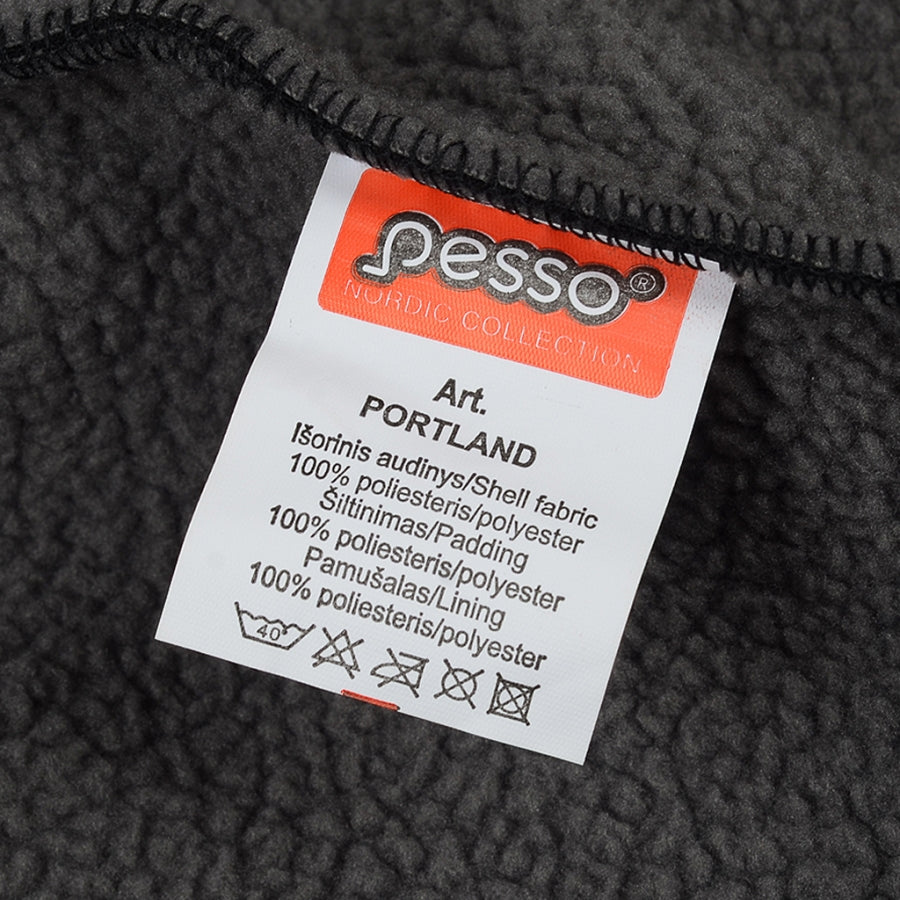 pesso®
NORDIC COLLECTION
Art.
PORTLAND
Išorinis audinys/Shell fabric
100% poliesteris/polyester
Šiltinimas/Padding
100% poliesteris/polyester
Pamušalas/Lining
100% poliesteris/polyester
40